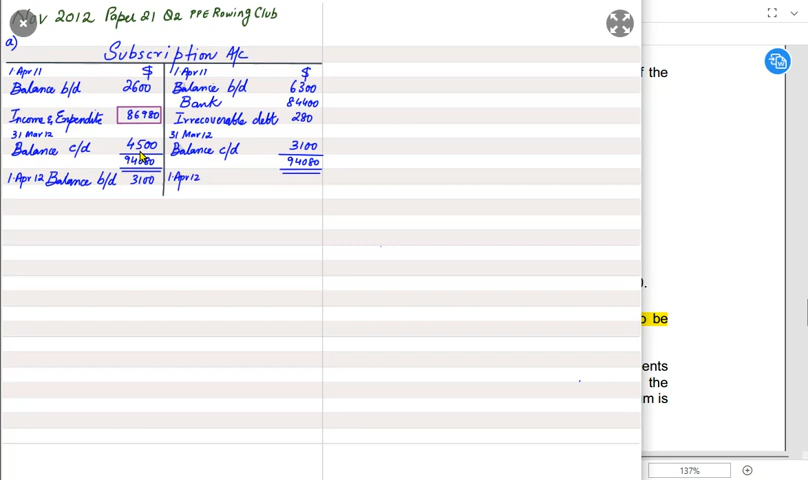 Nov 2012 Paper 21 Q2 PPE Rowing Club
a)
Subscription A/c
1 Apr 11 $ 1 Apr 11 $
Balance b/d 2600 Balance b/d 6300
Bank 84400
Income & Expenditure 86980 Irrecoverable debt 280
31 Mar 12 31 Mar 12
Balance c/d 4500 Balance c/d 3100
94080 94080
1 Apr 12 Balance b/d 3100 1 Apr 12
f the
0.
o be
ents
the
m is
137%